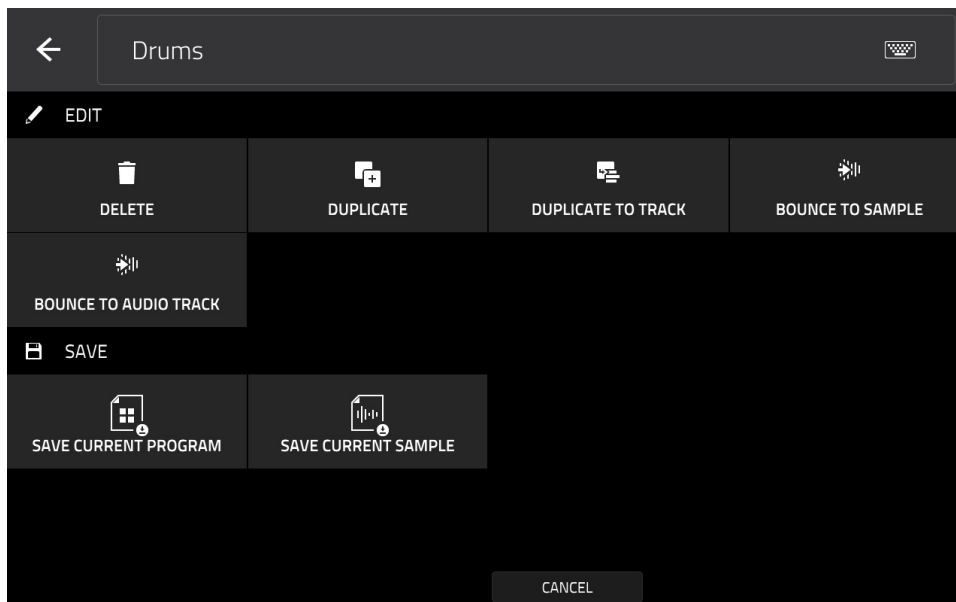 Drums
EDIT
DELETE
DUPLICATE
DUPLICATE TO TRACK
BOUNCE TO SAMPLE
BOUNCE TO AUDIO TRACK
SAVE
SAVE CURRENT PROGRAM
SAVE CURRENT SAMPLE
CANCEL